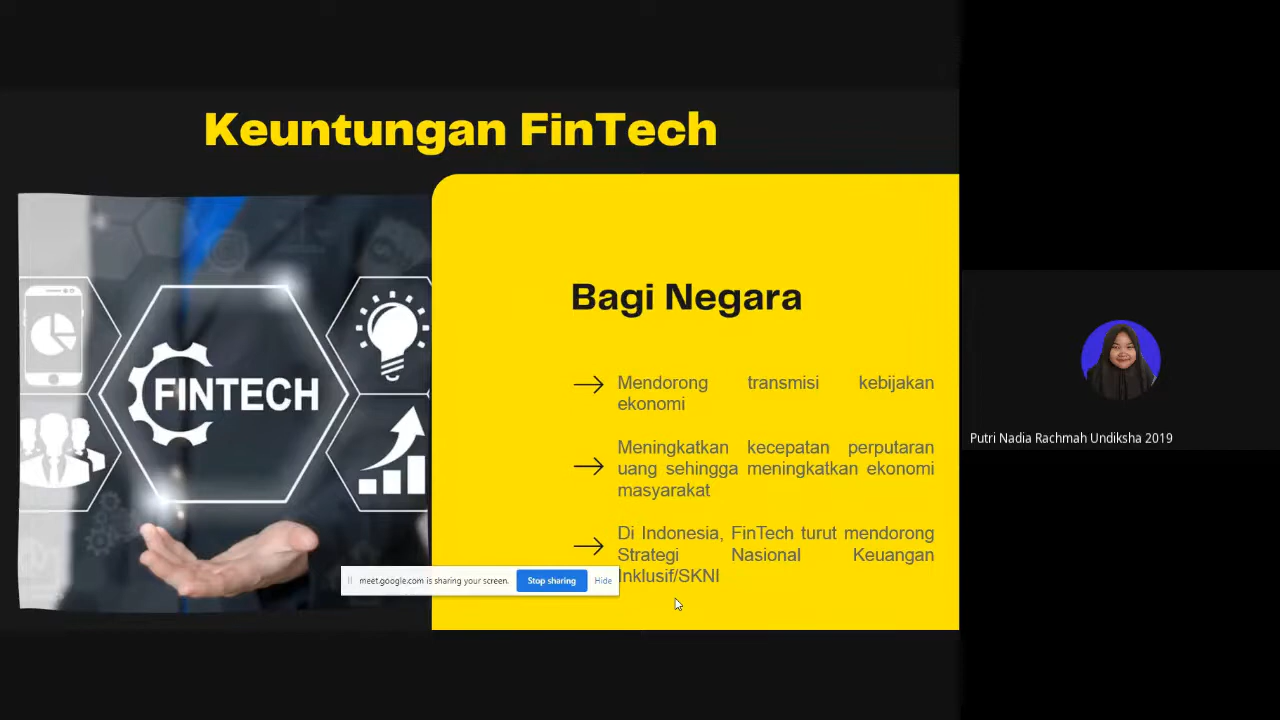 Keuntungan FinTech
FINTECH
Bagi Negara
Mendorong transmisi kebijakan
ekonomi
Meningkatkan kecepatan perputaran
uang sehingga meningkatkan ekonomi
masyarakat
Di Indonesia, FinTech turut mendorong
Strategi Nasional Keuangan
Inklusif/SKNI
meet.google.com is sharing your screen.
Stop sharing
Hide
Putri Nadia Rachmah Undiksha 2019